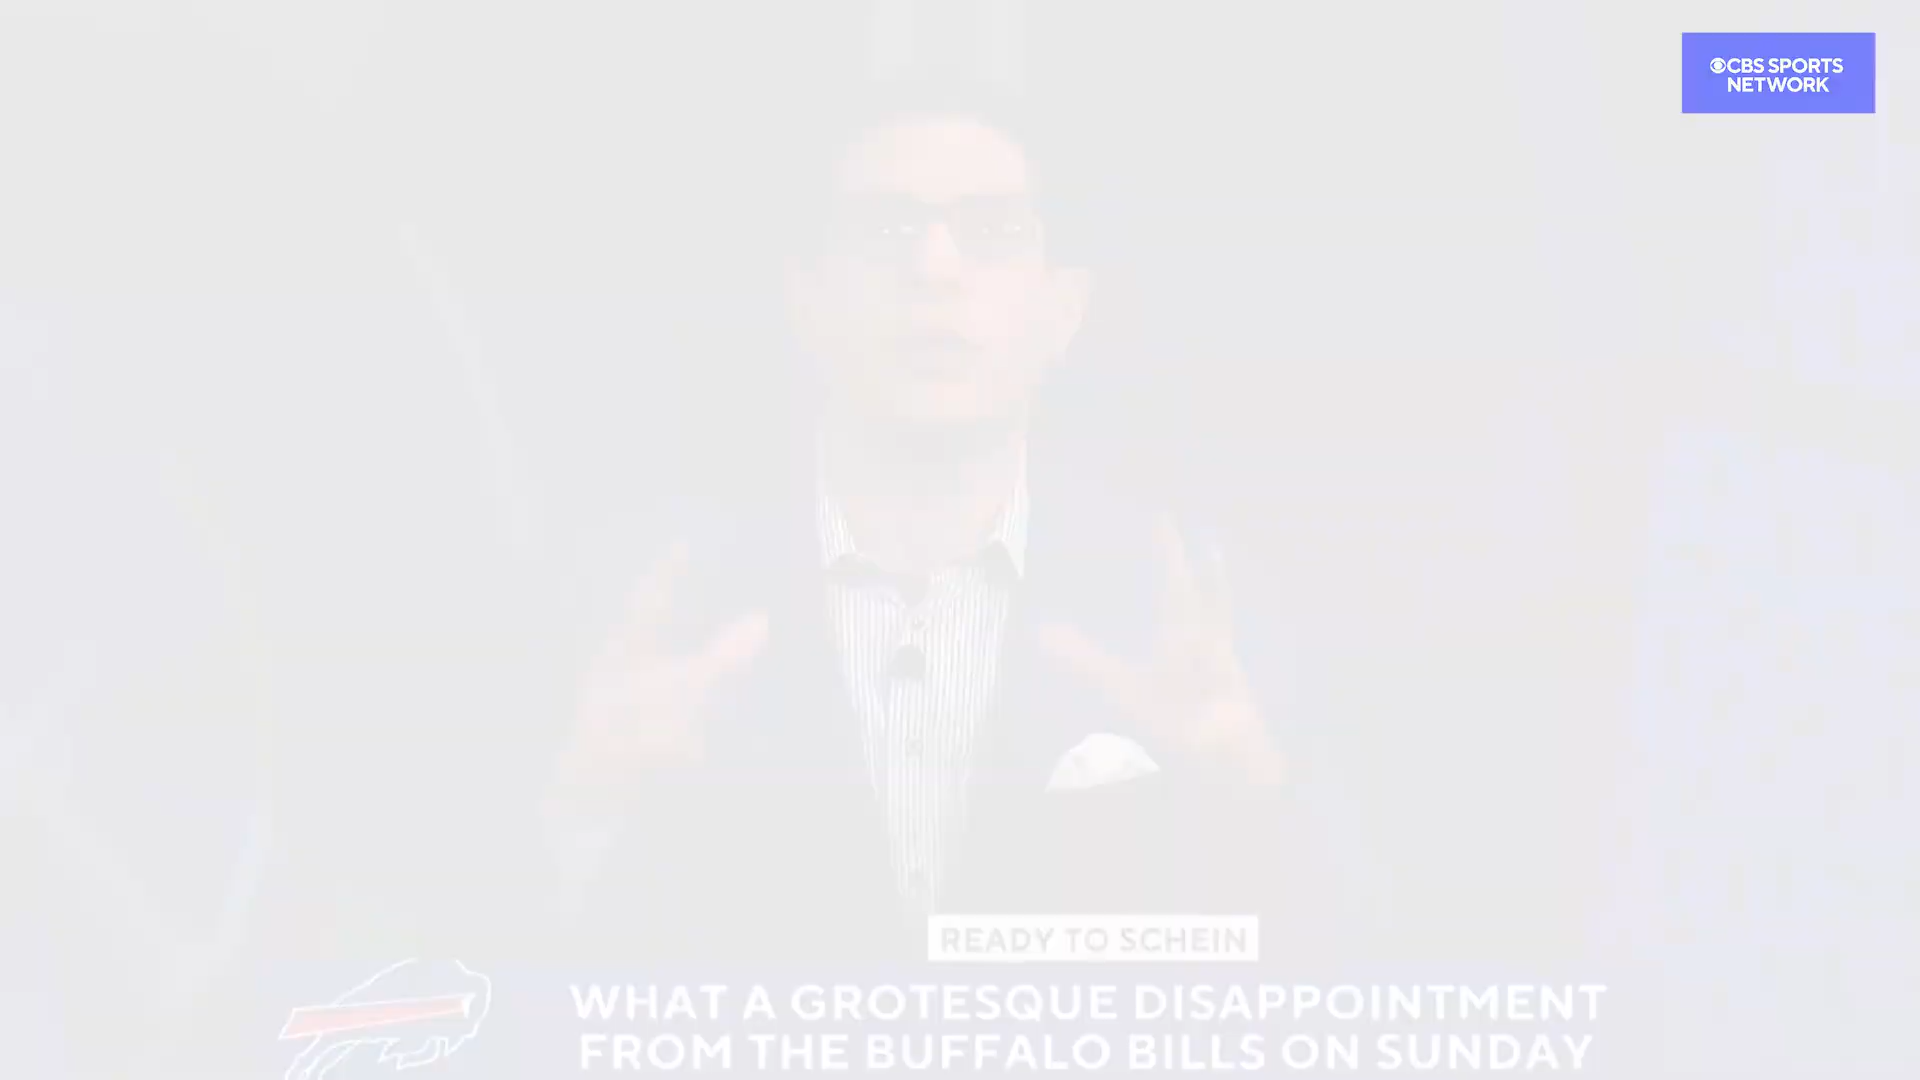 CBS SPORTS
NETWORK
READY TO SCHEIN
WHAT A GROTESQUE DISAPPOINTMENT
FROM THE BUFFALO BILLS ON SUNDAY